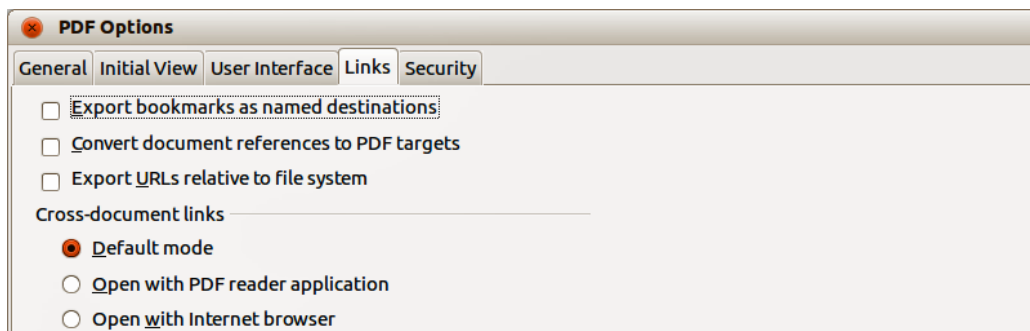 PDF Options
General Initial View User Interface Links Security
Export bookmarks as named destinations
Convert document references to PDF targets
Export URLs relative to file system
Cross-document links
Default mode
Open with PDF reader application
Open with Internet browser